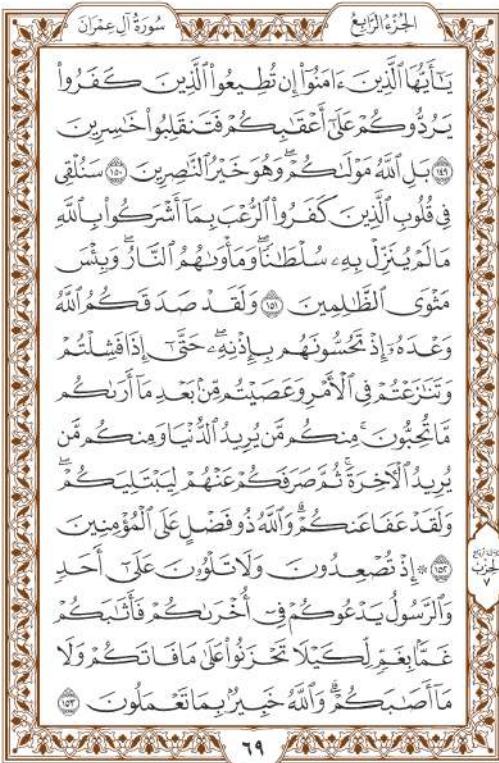 الجُزْءُ الرَّابِعُ
سُورَةُ آلِ عِمْرَانَ
يَٰٓأَيُّهَا ٱلَّذِينَ ءَامَنُوٓا۟ إِن تُطِيعُوا۟ ٱلَّذِينَ كَفَرُوا۟
يَرُدُّوكُمْ عَلَىٰٓ أَعْقَٰبِكُمْ فَتَنقَلِبُوا۟ خَٰسِرِينَ
١٤٩ بَلِ ٱللَّهُ مَوْلَىٰكُمْ ۖ وَهُوَ خَيْرُ ٱلنَّٰصِرِينَ ١٥٠ سَنُلْقِى
فِى قُلُوبِ ٱلَّذِينَ كَفَرُوا۟ ٱلرُّعْبَ بِمَآ أَشْرَكُوا۟ بِٱللَّهِ
مَا لَمْ يُنَزِّلْ بِهِۦ سُلْطَٰنًا ۖ وَمَأْوَىٰهُمُ ٱلنَّارُ ۚ وَبِئْسَ
مَثْوَى ٱلظَّٰلِمِينَ ١٥١ وَلَقَدْ صَدَقَكُمُ ٱللَّهُ
وَعْدَهُۥٓ إِذْ تَحُسُّونَهُم بِإِذْنِهِۦ ۖ حَتَّىٰٓ إِذَا فَشِلْتُمْ
وَتَنَٰزَعْتُمْ فِى ٱلْأَمْرِ وَعَصَيْتُم مِّنۢ بَعْدِ مَآ أَرَىٰكُم
مَّا تُحِبُّونَ ۚ مِنكُم مَّن يُرِيدُ ٱلدُّنْيَا وَمِنكُم مَّن
يُرِيدُ ٱلْءَاخِرَةَ ۚ ثُمَّ صَرَفَكُمْ عَنْهُمْ لِيَبْتَلِيَكُمْ ۖ
وَلَقَدْ عَفَا عَنكُمْ ۗ وَٱللَّهُ ذُو فَضْلٍ عَلَى ٱلْمُؤْمِنِينَ
١٥٢ ۞ إِذْ تُصْعِدُونَ وَلَا تَلْوُۥنَ عَلَىٰٓ أَحَدٍ
وَٱلرَّسُولُ يَدْعُوكُمْ فِىٓ أُخْرَىٰكُمْ فَأَثَٰبَكُمْ
غَمًّۢا بِغَمٍّ لِّكَيْلَا تَحْزَنُوا۟ عَلَىٰ مَا فَاتَكُمْ وَلَا
مَآ أَصَٰبَكُمْ ۗ وَٱللَّهُ خَبِيرٌۢ بِمَا تَعْمَلُونَ ١٥٣
الحِزْبُ
٧
٦٩